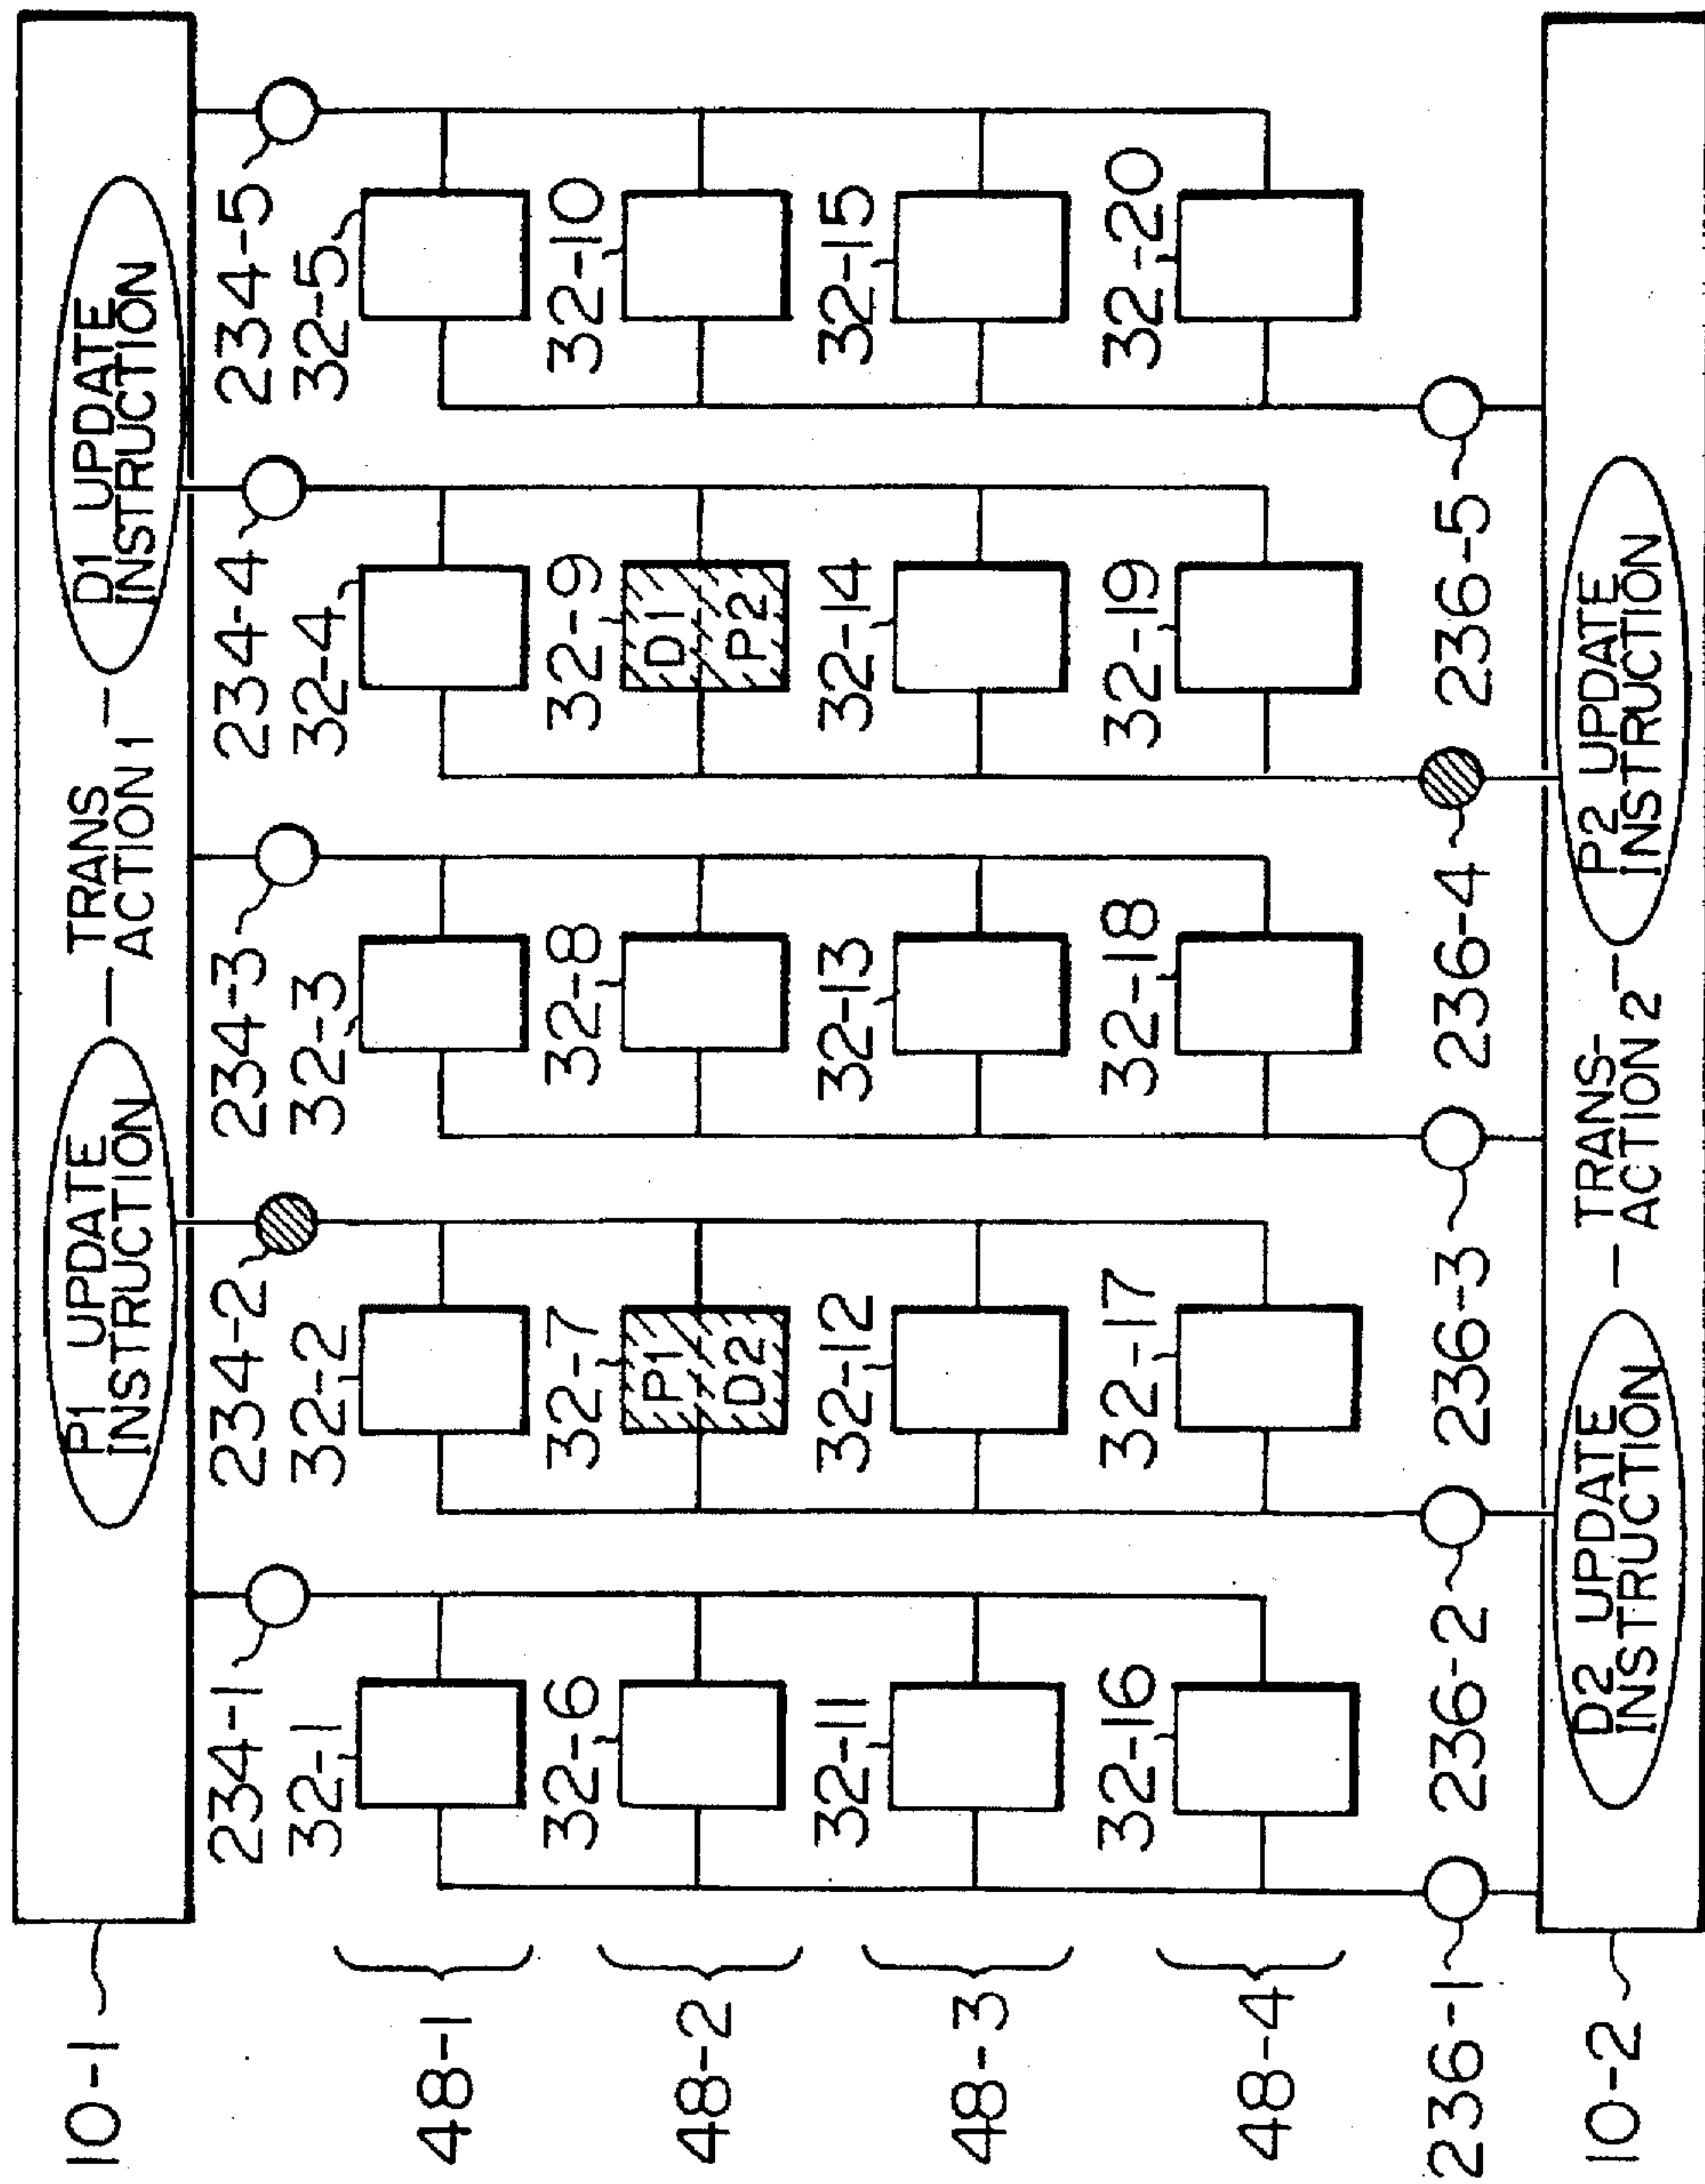 10-1
P1 UPDATE
INSTRUCTION
TRANS
ACTION 1
D1 UPDATE
INSTRUCTION
234-1
234-2
234-3
234-4
234-5
48-1
32-1
32-2
32-3
32-4
32-5
48-2
32-6
32-7
P1
D2
32-8
32-9
D1
P2
32-10
48-3
32-11
32-12
32-13
32-14
32-15
48-4
32-16
32-17
32-18
32-19
32-20
236-1
236-2
236-3
236-4
236-5
10-2
D2 UPDATE
INSTRUCTION
TRANS-
ACTION 2
P2 UPDATE
INSTRUCTION